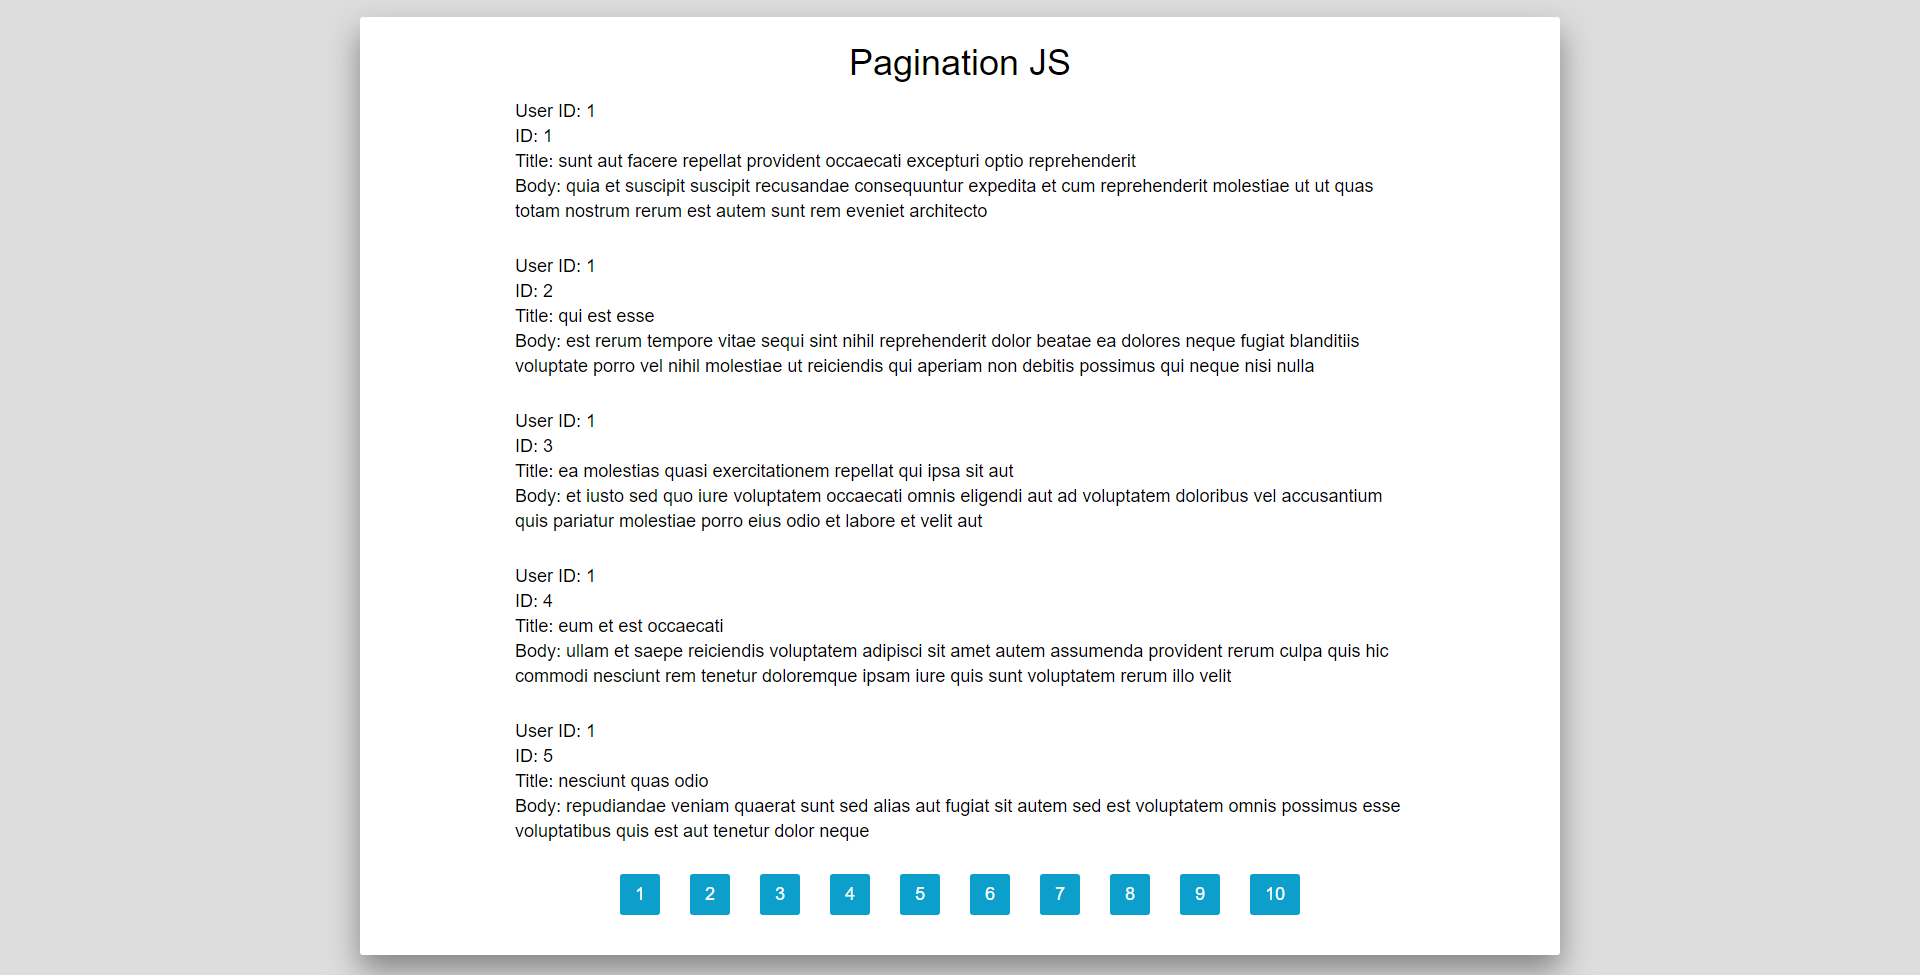 Pagination JS
User ID: 1
ID: 1
Title: sunt aut facere repellat provident occaecati excepturi optio reprehenderit
Body: quia et suscipit suscipit recusandae consequuntur expedita et cum reprehenderit molestiae ut ut quas
totam nostrum rerum est autem sunt rem eveniet architecto
User ID: 1
ID: 2
Title: qui est esse
Body: est rerum tempore vitae sequi sint nihil reprehenderit dolor beatae ea dolores neque fugiat blanditiis
voluptate porro vel nihil molestiae ut reiciendis qui aperiam non debitis possimus qui neque nisi nulla
User ID: 1
ID: 3
Title: ea molestias quasi exercitationem repellat qui ipsa sit aut
Body: et iusto sed quo iure voluptatem occaecati omnis eligendi aut ad voluptatem doloribus vel accusantium
quis pariatur molestiae porro eius odio et labore et velit aut
User ID: 1
ID: 4
Title: eum et est occaecati
Body: ullam et saepe reiciendis voluptatem adipisci sit amet autem assumenda provident rerum culpa quis hic
commodi nesciunt rem tenetur doloremque ipsam iure quis sunt voluptatem rerum illo velit
User ID: 1
ID: 5
Title: nesciunt quas odio
Body: repudiandae veniam quaerat sunt sed alias aut fugiat sit autem sed est voluptatem omnis possimus esse
voluptatibus quis est aut tenetur dolor neque
1 2 3 4 5 6 7 8 9 10